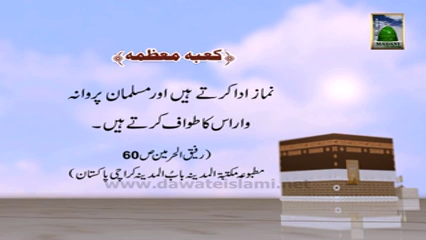 ﴿کعبہ معظمہ﴾
نماز ادا کرتے ہیں اور مسلمان پروانہ
وار اس کا طواف کرتے ہیں۔
(رفیق الحرمین ص60
مطبوعہ مکتبۃ المدینہ باب المدینہ کراچی پاکستان)
www.dawateislami.net
MADANI